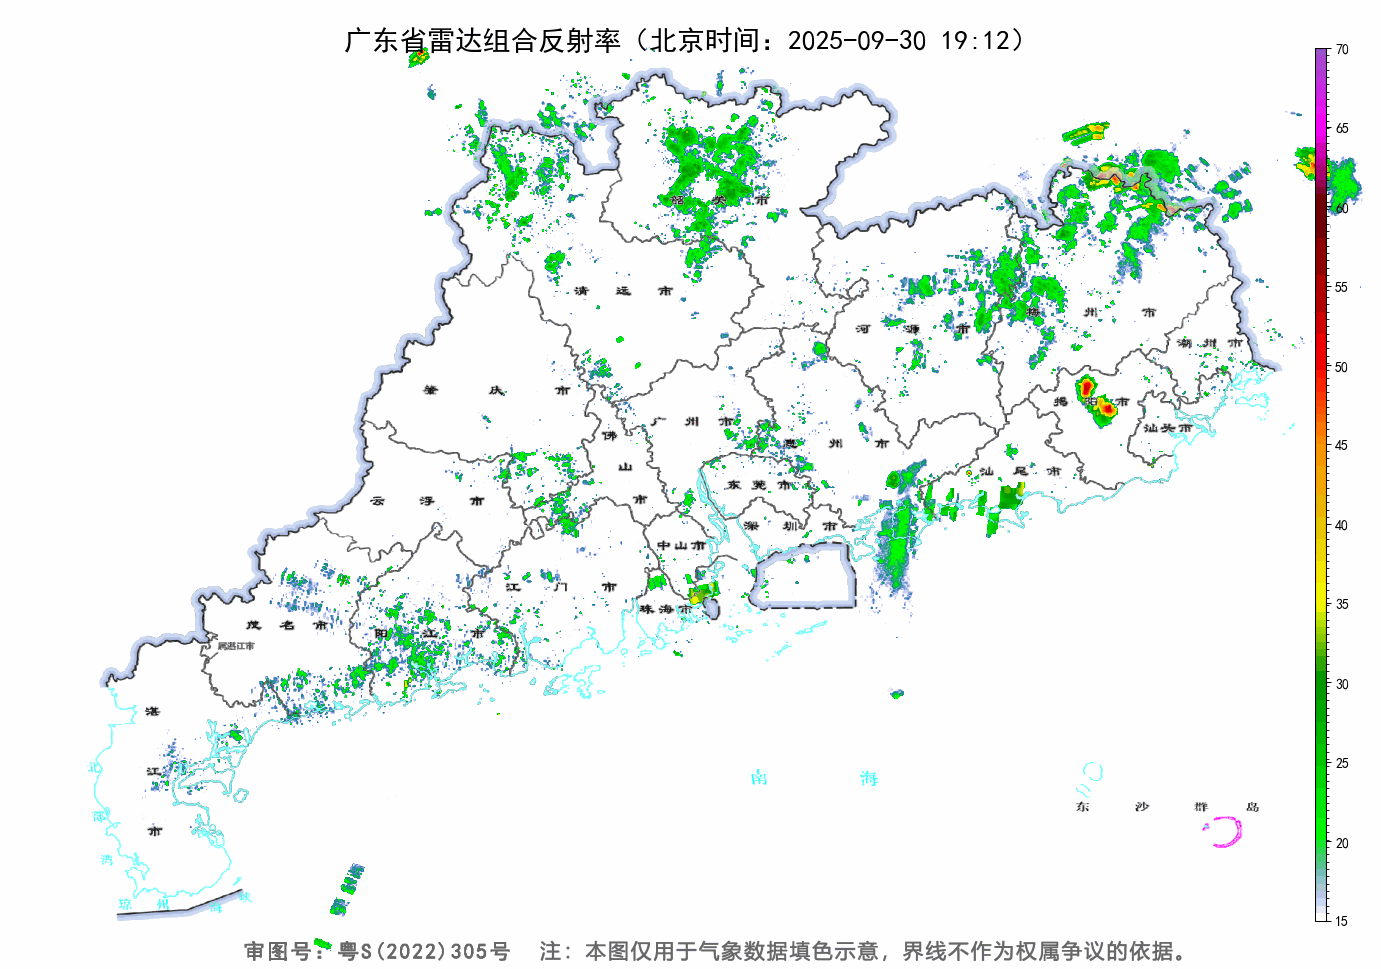 广东省雷达组合反射率（北京时间：2025-09-30 19:12）
70
65
60
55
50
45
40
35
30
25
20
15
韶关市
清远市
河源市
梅州市
潮州市
肇庆市
揭阳市
广州市
汕头市
佛山市
惠州市
汕尾市
东莞市
云浮市
深圳市
中山市
江门市
珠海市
茂名市
阳江市
属湛江市
湛江市
南海
东沙群岛
北部湾
琼州海峡
审图号：粤S(2022)305号 注：本图仅用于气象数据填色示意，界线不作为权属争议的依据。